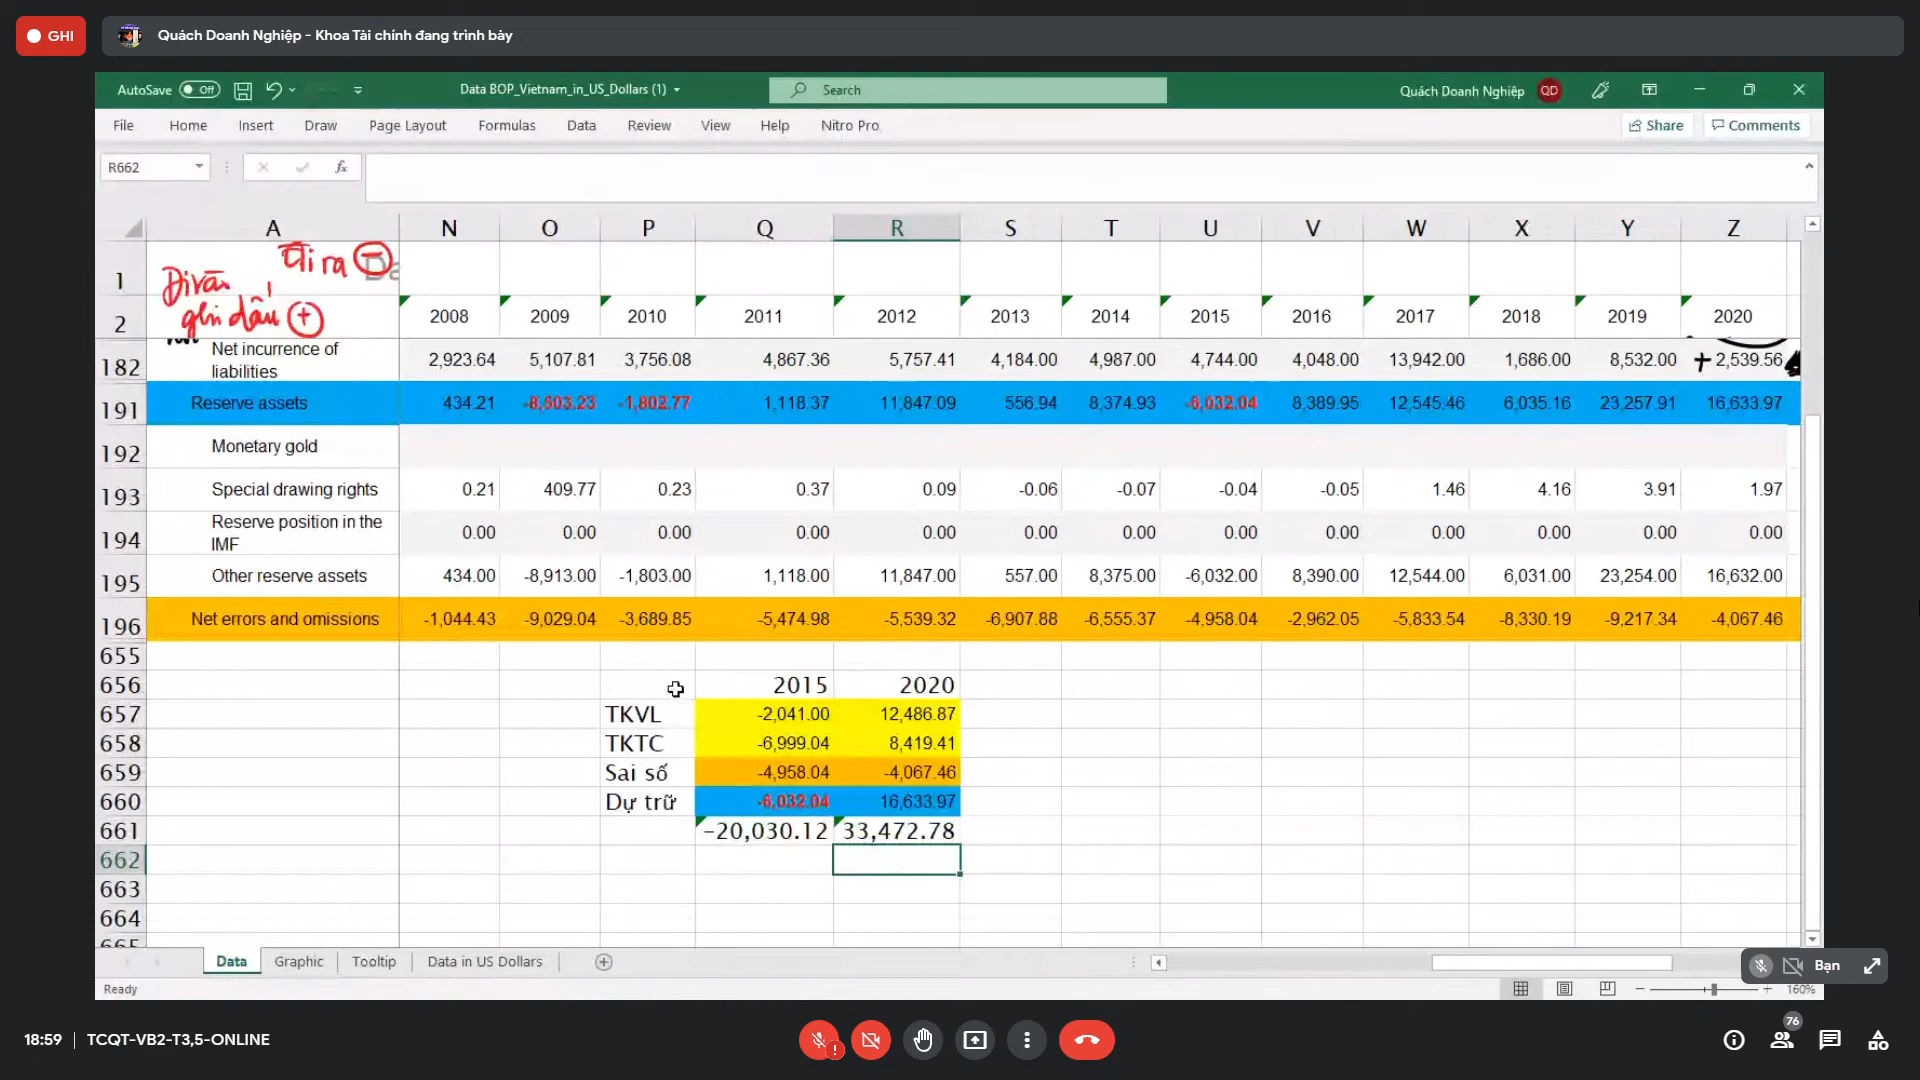 GHI
Quách Doanh Nghiệp - Khoa Tài chính đang trình bày
AutoSave Off
Data BOP_Vietnam_in_US_Dollars (1)
Search
Quách Doanh Nghiệp QD
File Home Insert Draw Page Layout Formulas Data Review View Help Nitro Pro
Share Comments
R662 fx
A N O P Q R S T U V W X Y Z
Đi ra −
Đi vào
ghi dấu +
1 Da
2 2008 2009 2010 2011 2012 2013 2014 2015 2016 2017 2018 2019 2020
182 Net incurrence of liabilities 2,923.64 5,107.81 3,756.08 4,867.36 5,757.41 4,184.00 4,987.00 4,744.00 4,048.00 13,942.00 1,686.00 8,532.00 + 2,539.56
191 Reserve assets 434.21 -8,503.23 -1,802.77 1,118.37 11,847.09 556.94 8,374.93 -6,032.04 8,389.95 12,545.46 6,035.16 23,257.91 16,633.97
192 Monetary gold
193 Special drawing rights 0.21 409.77 0.23 0.37 0.09 -0.06 -0.07 -0.04 -0.05 1.46 4.16 3.91 1.97
194 Reserve position in the IMF 0.00 0.00 0.00 0.00 0.00 0.00 0.00 0.00 0.00 0.00 0.00 0.00 0.00
195 Other reserve assets 434.00 -8,913.00 -1,803.00 1,118.00 11,847.00 557.00 8,375.00 -6,032.00 8,390.00 12,544.00 6,031.00 23,254.00 16,632.00
196 Net errors and omissions -1,044.43 -9,029.04 -3,689.85 -5,474.98 -5,539.32 -6,907.88 -6,555.37 -4,958.04 -2,962.05 -5,833.54 -8,330.19 -9,217.34 -4,067.46
655
656 2015 2020
657 TKVL -2,041.00 12,486.87
658 TKTC -6,999.04 8,419.41
659 Sai số -4,958.04 -4,067.46
660 Dự trữ -6,032.04 16,633.97
661 -20,030.12 33,472.78
662
663
664
665
Data Graphic Tooltip Data in US Dollars
Bạn
Ready
160%
18:59 TCQT-VB2-T3,5-ONLINE
76